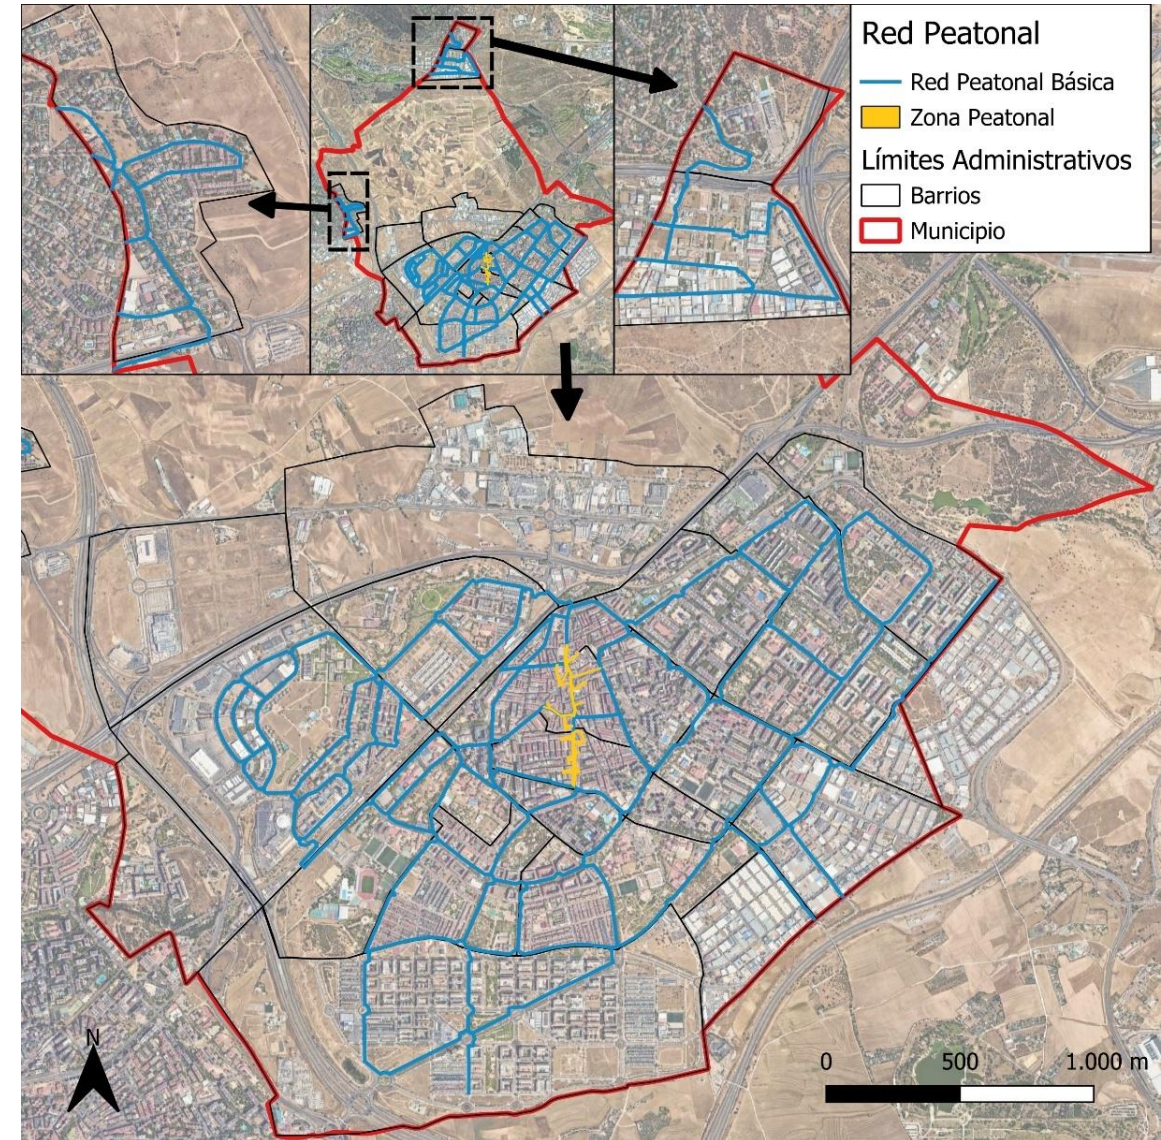 Red Peatonal
Red Peatonal Básica
Zona Peatonal
Límites Administrativos
Barrios
Municipio
N
0 500 1.000 m